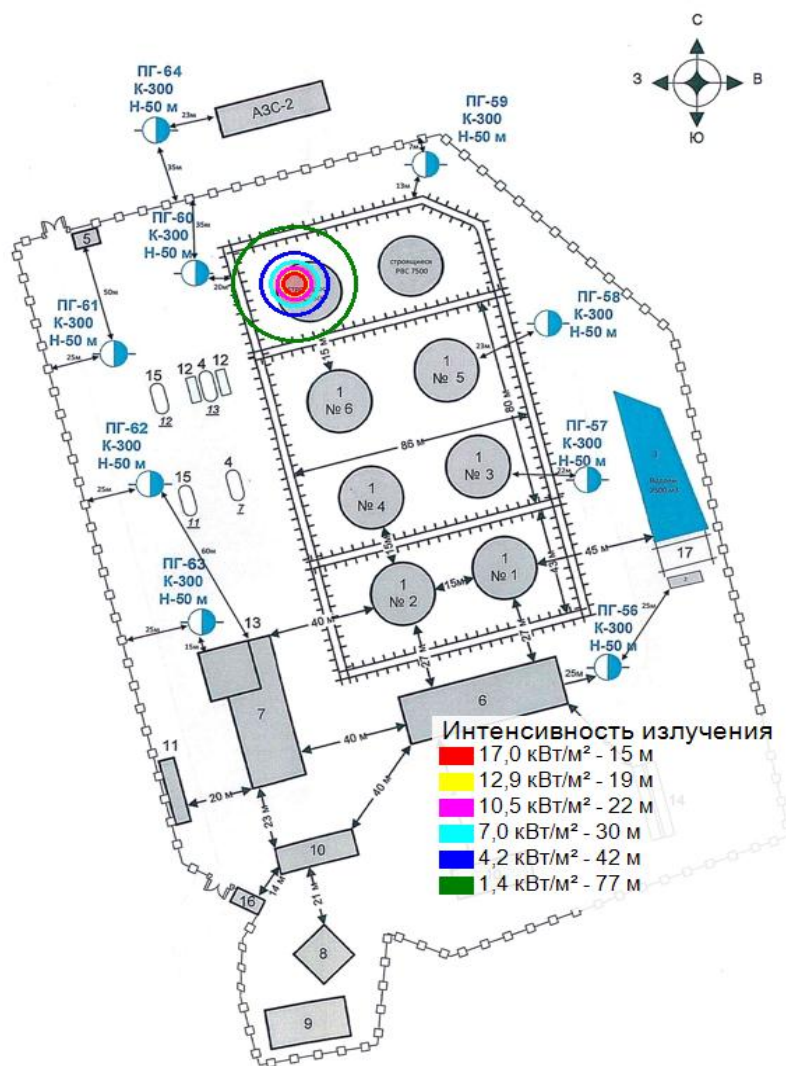 С
З
В
Ю
ПГ-64
К-300
Н-50 м
23м
АЗС-2
35м
ПГ-59
К-300
Н-50 м
7м
13м
ПГ-60
К-300
Н-50 м
35м
20м
5
50м
строящиеся
РВС 7500
ПГ-61
К-300
Н-50 м
25м
ПГ-58
К-300
Н-50 м
23м
15 м
1
№ 5
1
№ 6
80 м
15
12
12
4
12
13
86 м
ПГ-62
К-300
Н-50 м
25м
15
11
4
7
60м
1
№ 3
1
№ 4
22м
ПГ-57
К-300
Н-50 м
3
17
2
45 м
15м
1
№ 1
1
№ 2
15м
43 м
ПГ-63
К-300
Н-50 м
25м
15м
13
40 м
27 м
27 м
ПГ-56
К-300
Н-50 м
25м
25м
6
7
40 м
40 м
11
20 м
23 м
10
14 м
16
21 м
8
9
14
Интенсивность излучения
17,0 кВт/м² - 15 м
12,9 кВт/м² - 19 м
10,5 кВт/м² - 22 м
7,0 кВт/м² - 30 м
4,2 кВт/м² - 42 м
1,4 кВт/м² - 77 м